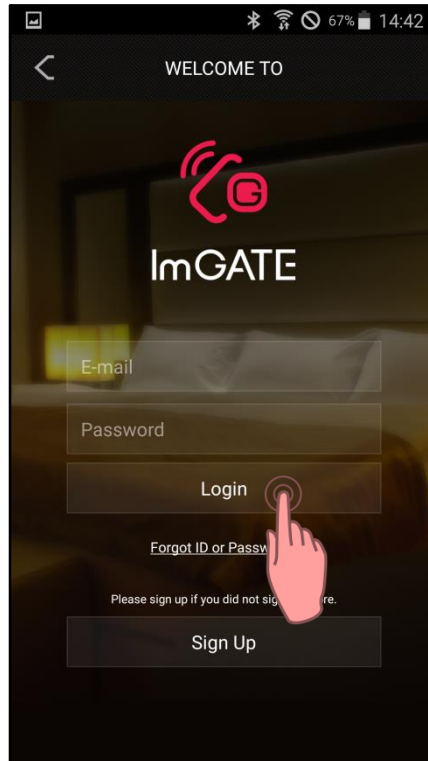 67% 14:42
WELCOME TO
G
ImGATE
E-mail
Password
Login
Forgot ID or
Please sign up if you did not
Sign Up